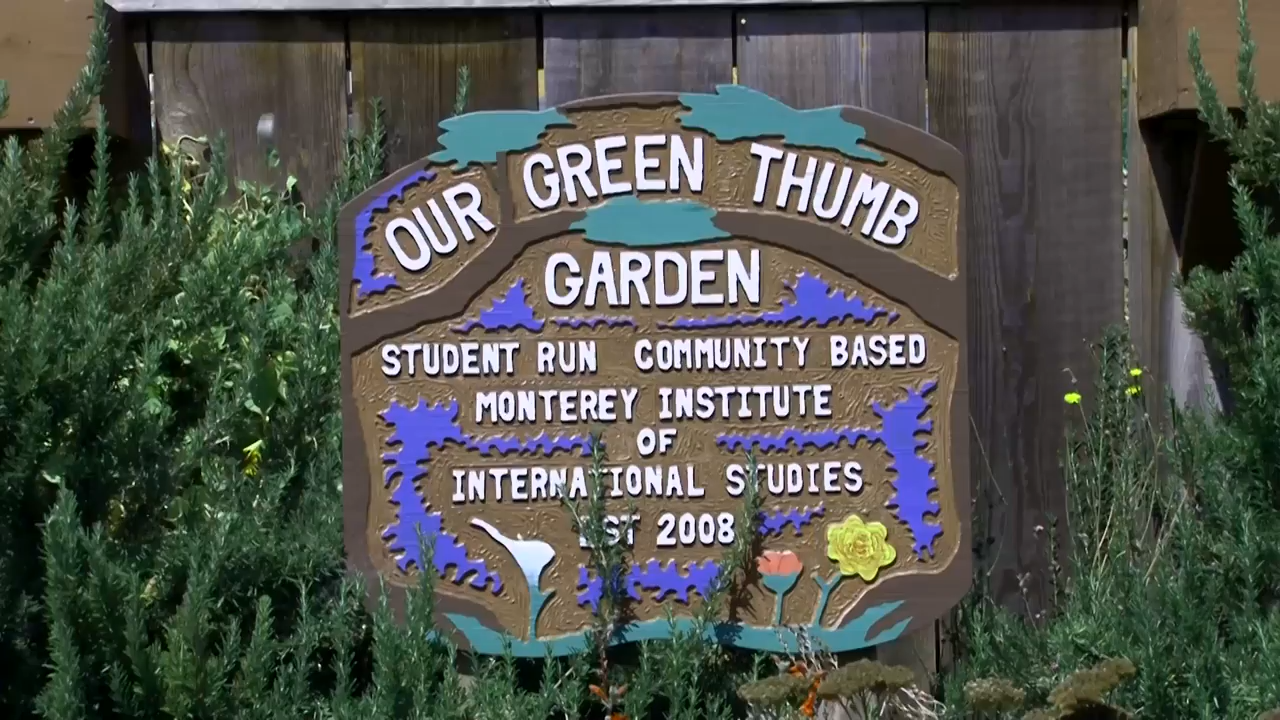 OUR GREEN THUMB
GARDEN
STUDENT RUN COMMUNITY BASED
MONTEREY INSTITUTE
OF
INTERNATIONAL STUDIES
EST 2008